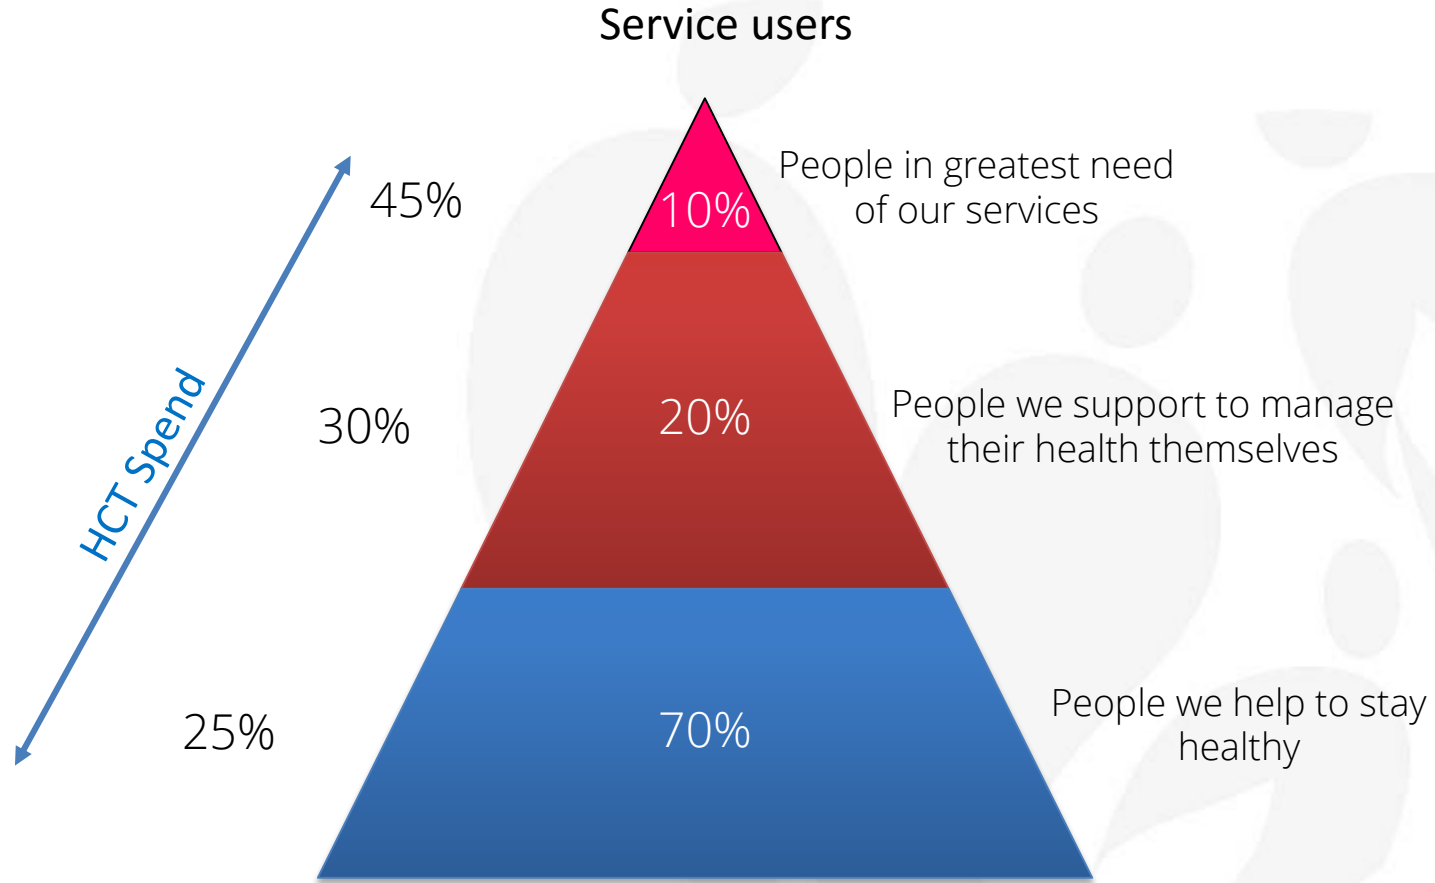 Service users
45%
10%
People in greatest need
of our services
HCT Spend
30%
20%
People we support to manage
their health themselves
25%
70%
People we help to stay
healthy